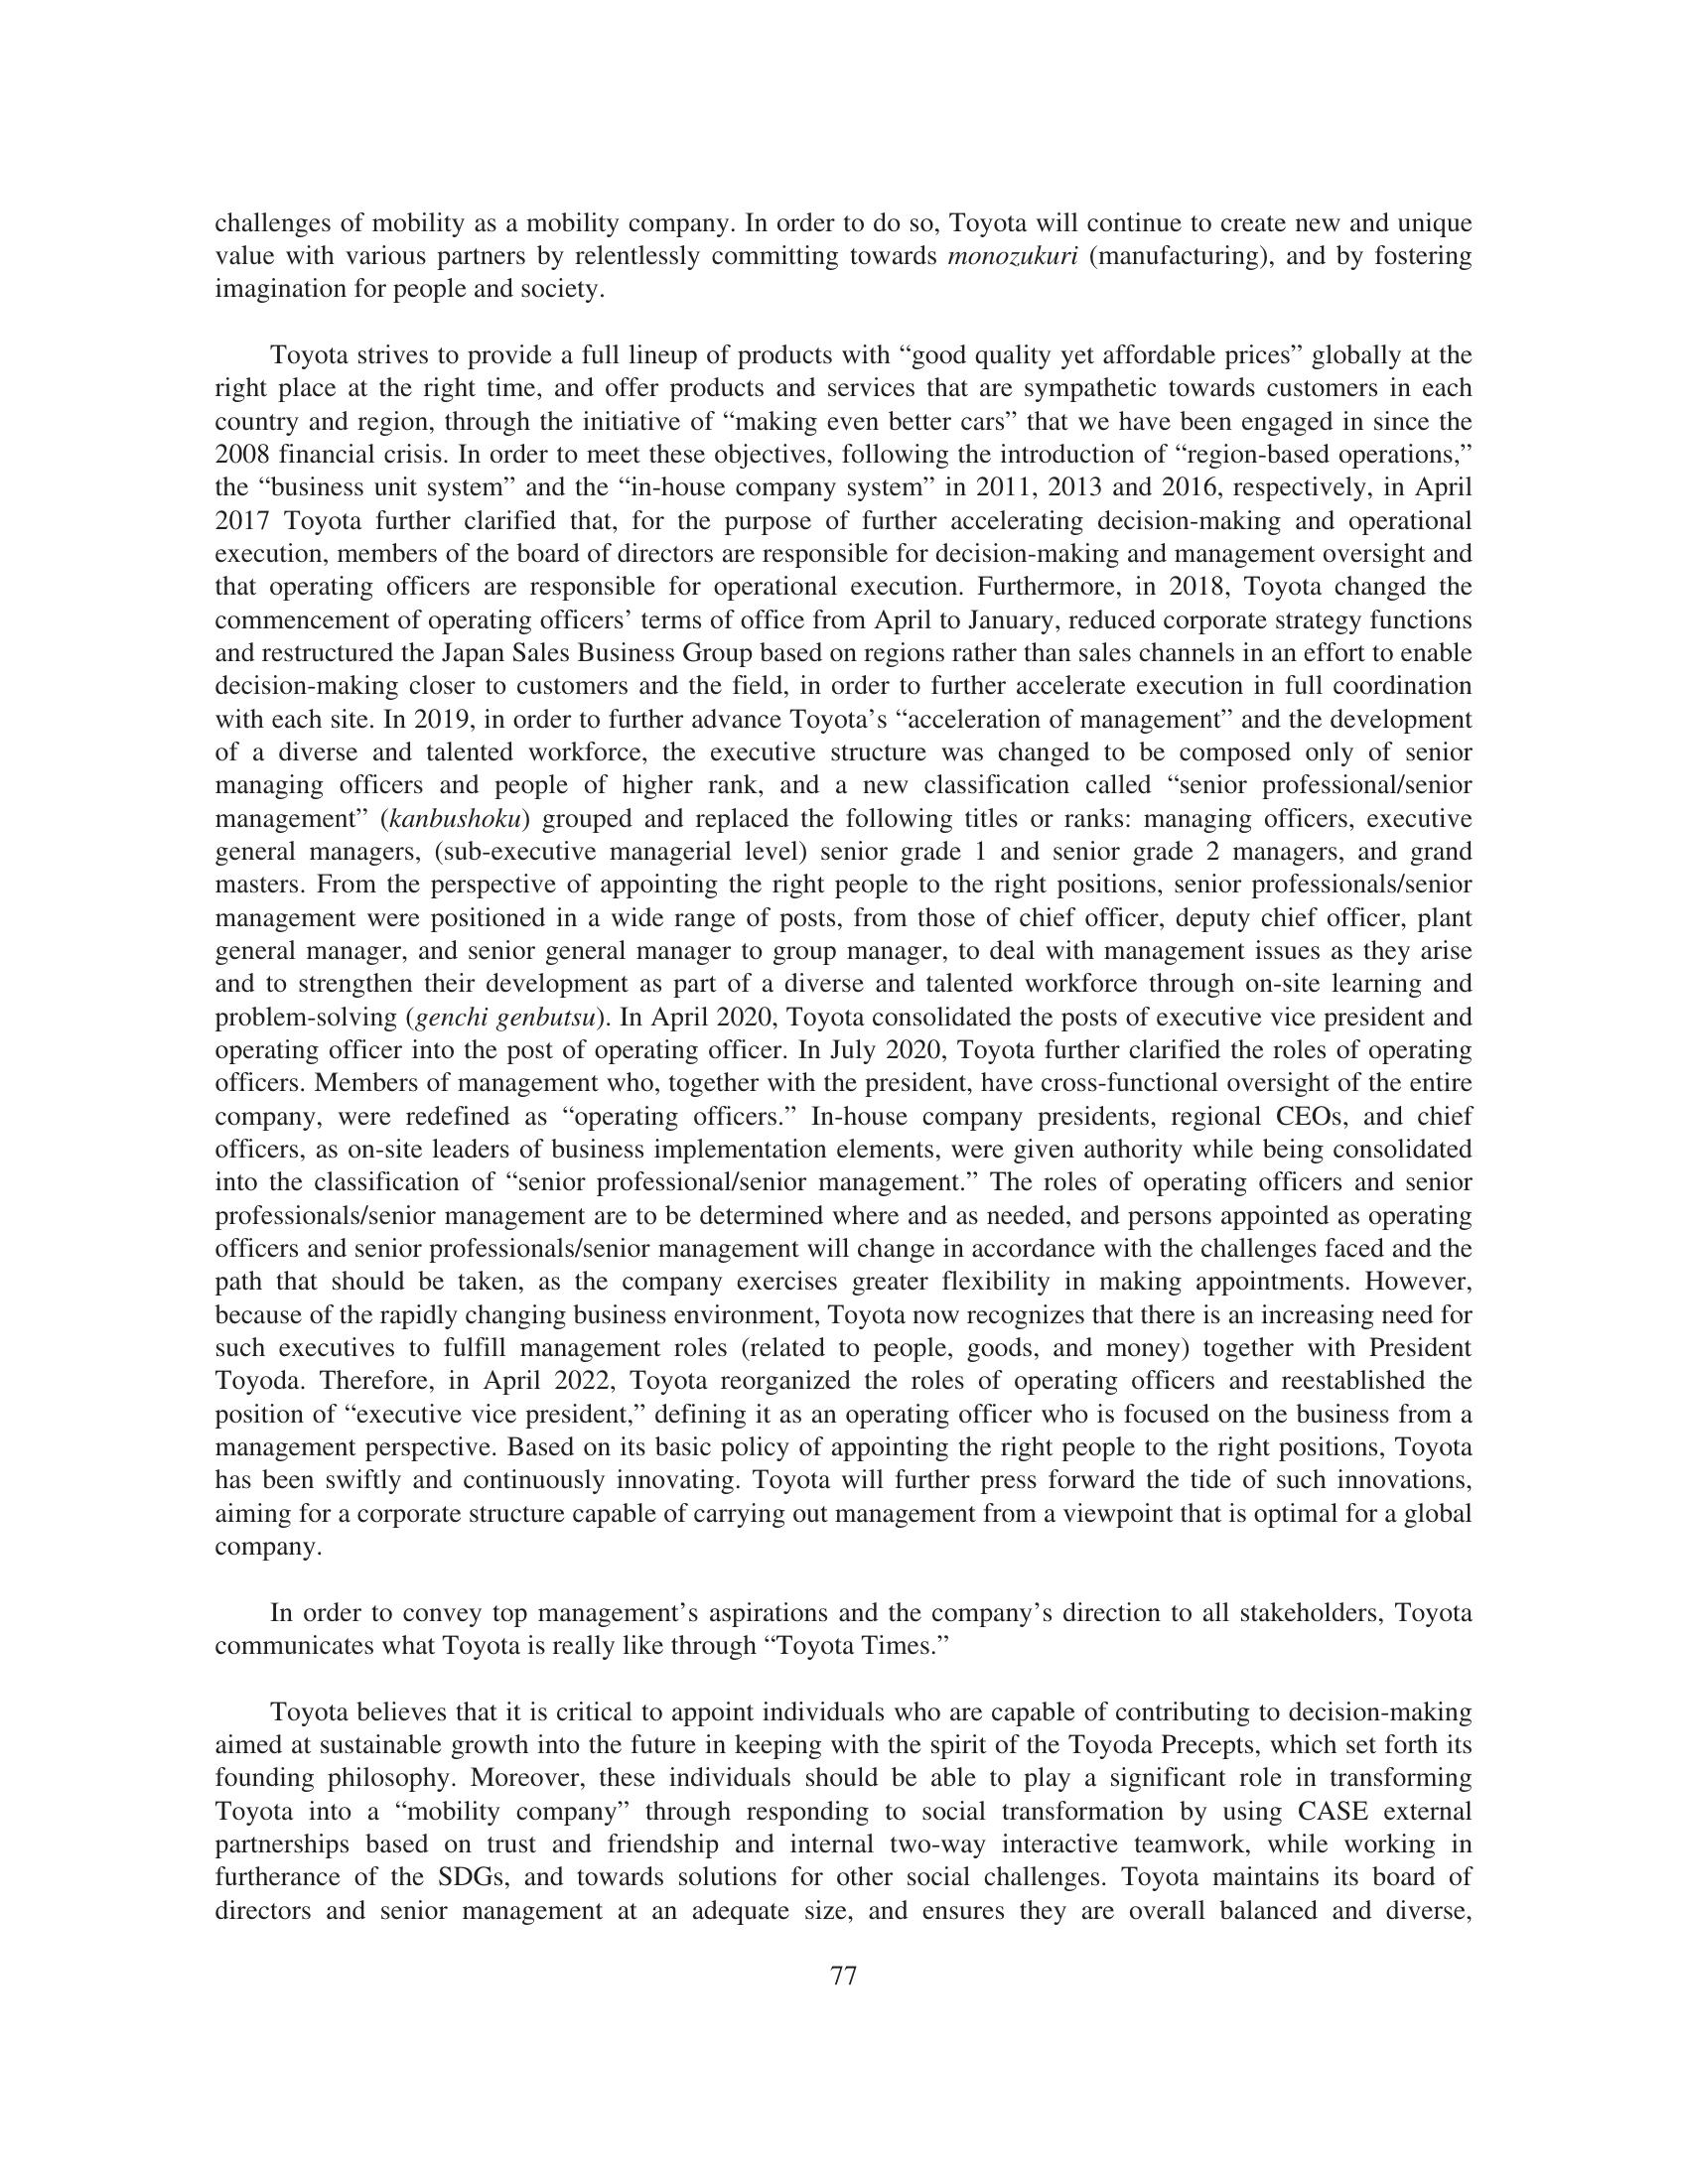 challenges of mobility as a mobility company. In order to do so, Toyota will continue to create new and unique
value with various partners by relentlessly committing towards monozukuri (manufacturing), and by fostering
imagination for people and society.
Toyota strives to provide a full lineup of products with “good quality yet affordable prices” globally at the
right place at the right time, and offer products and services that are sympathetic towards customers in each
country and region, through the initiative of “making even better cars” that we have been engaged in since the
2008 financial crisis. In order to meet these objectives, following the introduction of “region-based operations,”
the “business unit system” and the “in-house company system” in 2011, 2013 and 2016, respectively, in April
2017 Toyota further clarified that, for the purpose of further accelerating decision-making and operational
execution, members of the board of directors are responsible for decision-making and management oversight and
that operating officers are responsible for operational execution. Furthermore, in 2018, Toyota changed the
commencement of operating officers’ terms of office from April to January, reduced corporate strategy functions
and restructured the Japan Sales Business Group based on regions rather than sales channels in an effort to enable
decision-making closer to customers and the field, in order to further accelerate execution in full coordination
with each site. In 2019, in order to further advance Toyota’s “acceleration of management” and the development
of a diverse and talented workforce, the executive structure was changed to be composed only of senior
managing officers and people of higher rank, and a new classification called “senior professional/senior
management” (kanbushoku) grouped and replaced the following titles or ranks: managing officers, executive
general managers, (sub-executive managerial level) senior grade 1 and senior grade 2 managers, and grand
masters. From the perspective of appointing the right people to the right positions, senior professionals/senior
management were positioned in a wide range of posts, from those of chief officer, deputy chief officer, plant
general manager, and senior general manager to group manager, to deal with management issues as they arise
and to strengthen their development as part of a diverse and talented workforce through on-site learning and
problem-solving (genchi genbutsu). In April 2020, Toyota consolidated the posts of executive vice president and
operating officer into the post of operating officer. In July 2020, Toyota further clarified the roles of operating
officers. Members of management who, together with the president, have cross-functional oversight of the entire
company, were redefined as “operating officers.” In-house company presidents, regional CEOs, and chief
officers, as on-site leaders of business implementation elements, were given authority while being consolidated
into the classification of “senior professional/senior management.” The roles of operating officers and senior
professionals/senior management are to be determined where and as needed, and persons appointed as operating
officers and senior professionals/senior management will change in accordance with the challenges faced and the
path that should be taken, as the company exercises greater flexibility in making appointments. However,
because of the rapidly changing business environment, Toyota now recognizes that there is an increasing need for
such executives to fulfill management roles (related to people, goods, and money) together with President
Toyoda. Therefore, in April 2022, Toyota reorganized the roles of operating officers and reestablished the
position of “executive vice president,” defining it as an operating officer who is focused on the business from a
management perspective. Based on its basic policy of appointing the right people to the right positions, Toyota
has been swiftly and continuously innovating. Toyota will further press forward the tide of such innovations,
aiming for a corporate structure capable of carrying out management from a viewpoint that is optimal for a global
company.
In order to convey top management’s aspirations and the company’s direction to all stakeholders, Toyota
communicates what Toyota is really like through “Toyota Times.”
Toyota believes that it is critical to appoint individuals who are capable of contributing to decision-making
aimed at sustainable growth into the future in keeping with the spirit of the Toyoda Precepts, which set forth its
founding philosophy. Moreover, these individuals should be able to play a significant role in transforming
Toyota into a “mobility company” through responding to social transformation by using CASE external
partnerships based on trust and friendship and internal two-way interactive teamwork, while working in
furtherance of the SDGs, and towards solutions for other social challenges. Toyota maintains its board of
directors and senior management at an adequate size, and ensures they are overall balanced and diverse,
77